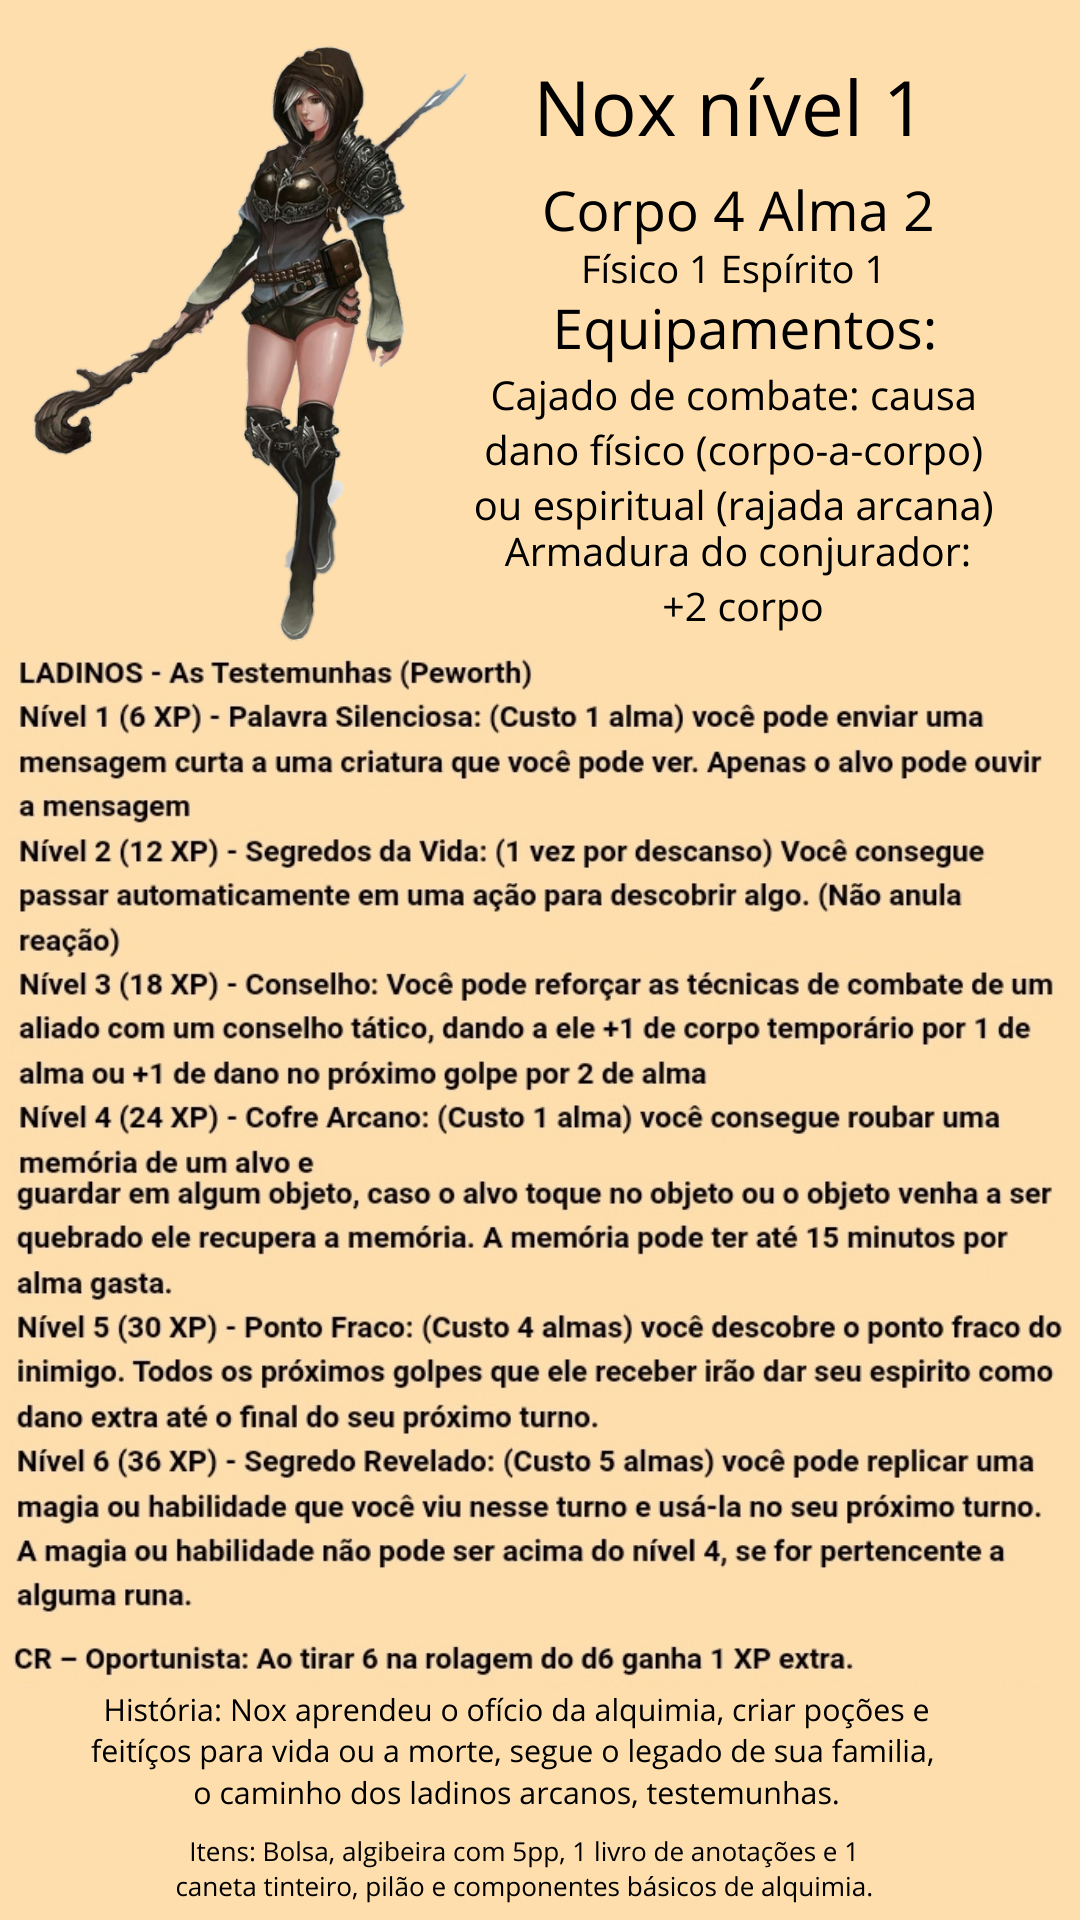 Nox nível 1
Corpo 4 Alma 2
Físico 1 Espírito 1
Equipamentos:
Cajado de combate: causa
dano físico (corpo-a-corpo)
ou espiritual (rajada arcana)
Armadura do conjurador:
+2 corpo
LADINOS - As Testemunhas (Peworth)
Nível 1 (6 XP) - Palavra Silenciosa: (Custo 1 alma) você pode enviar uma
mensagem curta a uma criatura que você pode ver. Apenas o alvo pode ouvir
a mensagem
Nível 2 (12 XP) - Segredos da Vida: (1 vez por descanso) Você consegue
passar automaticamente em uma ação para descobrir algo. (Não anula
reação)
Nível 3 (18 XP) - Conselho: Você pode reforçar as técnicas de combate de um
aliado com um conselho tático, dando a ele +1 de corpo temporário por 1 de
alma ou +1 de dano no próximo golpe por 2 de alma
Nível 4 (24 XP) - Cofre Arcano: (Custo 1 alma) você consegue roubar uma
memória de um alvo e
guardar em algum objeto, caso o alvo toque no objeto ou o objeto venha a ser
quebrado ele recupera a memória. A memória pode ter até 15 minutos por
alma gasta.
Nível 5 (30 XP) - Ponto Fraco: (Custo 4 almas) você descobre o ponto fraco do
inimigo. Todos os próximos golpes que ele receber irão dar seu espirito como
dano extra até o final do seu próximo turno.
Nível 6 (36 XP) - Segredo Revelado: (Custo 5 almas) você pode replicar uma
magia ou habilidade que você viu nesse turno e usá-la no seu próximo turno.
A magia ou habilidade não pode ser acima do nível 4, se for pertencente a
alguma runa.
CR – Oportunista: Ao tirar 6 na rolagem do d6 ganha 1 XP extra.
História: Nox aprendeu o ofício da alquimia, criar poções e
feitíços para vida ou a morte, segue o legado de sua familia,
o caminho dos ladinos arcanos, testemunhas.
Itens: Bolsa, algibeira com 5pp, 1 livro de anotações e 1
caneta tinteiro, pilão e componentes básicos de alquimia.